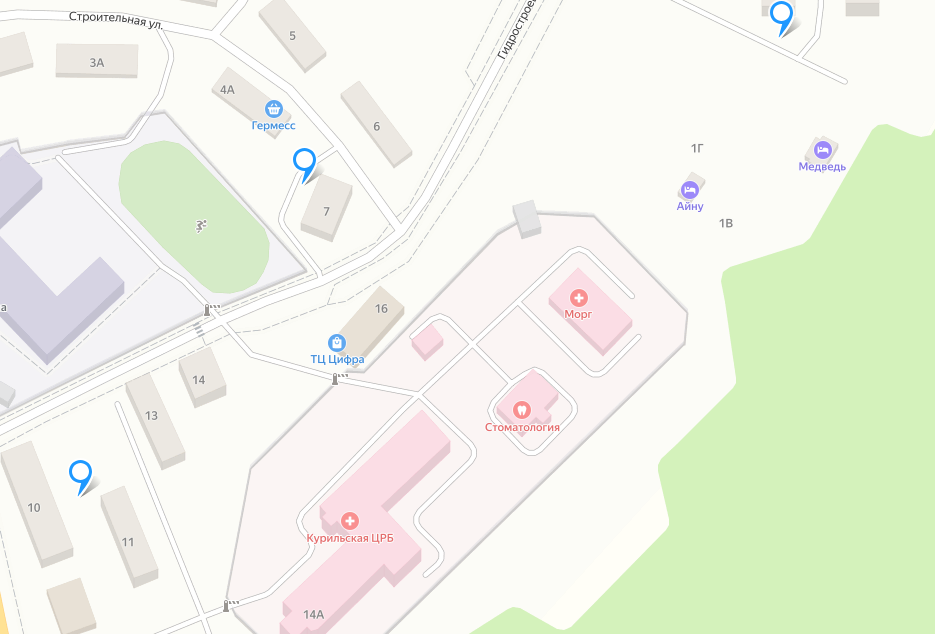 Строительная ул.
Гидростроев
5
3А
4А
Гермесс
6
7
1Г
Медведь
Айну
1В
а
16
ТЦ Цифра
Морг
14
13
Стоматология
10
11
Курильская ЦРБ
14А